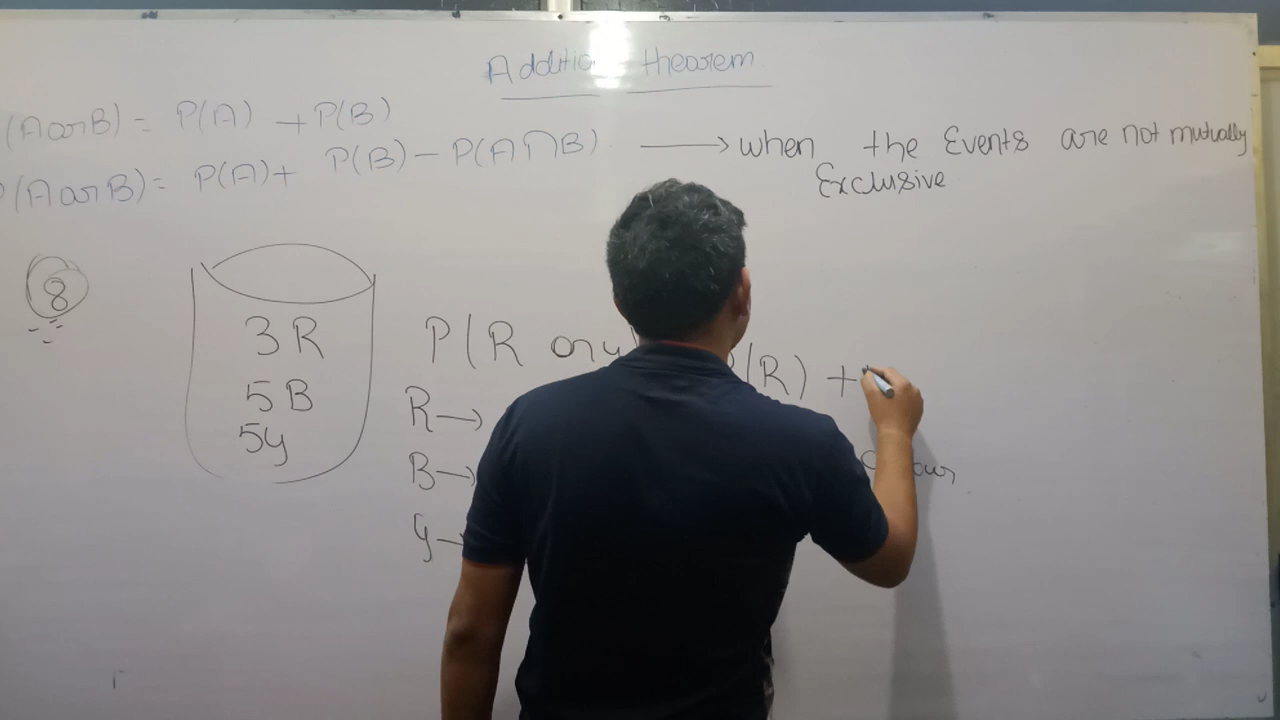 Addition theorem
(A or B) = P(A) + P(B)
P(A or B) = P(A) + P(B) - P(A∩B) → when the Events are not mutually
Exclusive
8
3R
5B
5y
P(R or y) P(R) +
R →
B →
y →